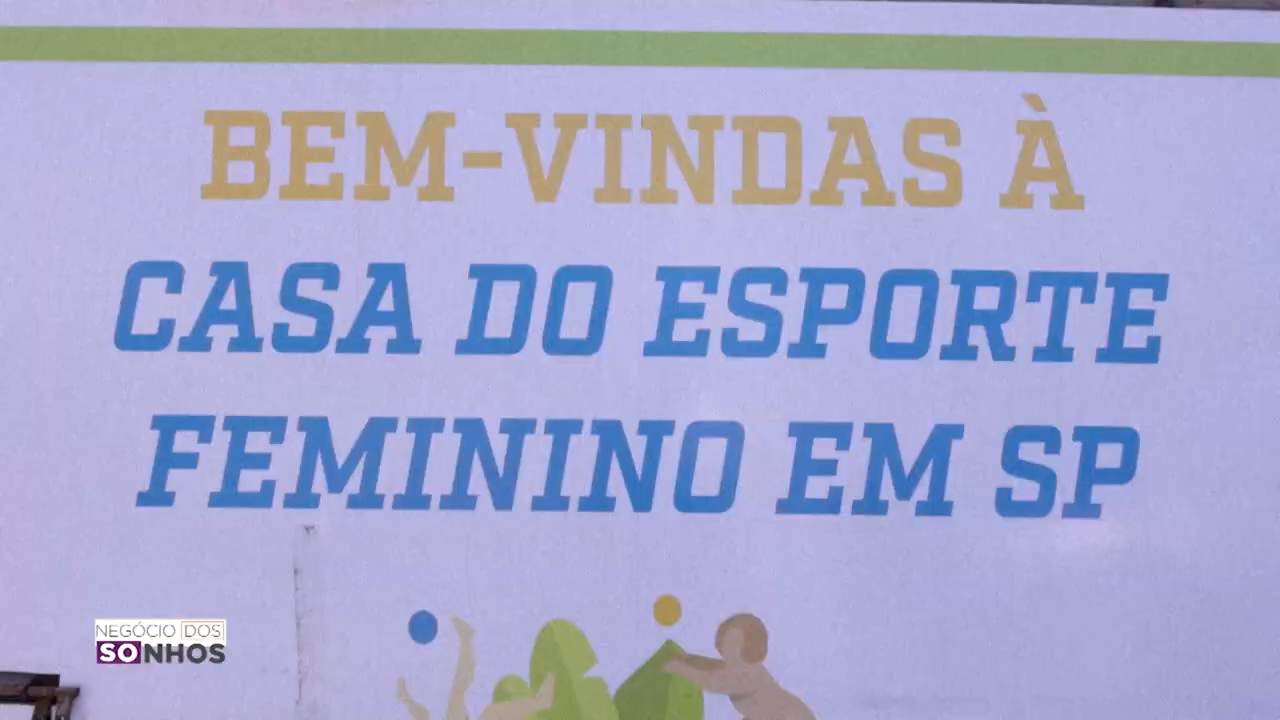 BEM-VINDAS À
CASA DO ESPORTE
FEMININO EM SP
NEGÓCIO DOS
SONHOS